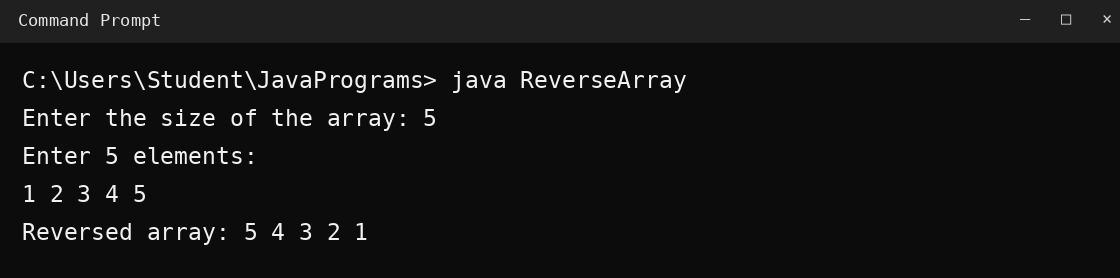 Command Prompt
C:\Users\Student\JavaPrograms> java ReverseArray
Enter the size of the array: 5
Enter 5 elements:
1 2 3 4 5
Reversed array: 5 4 3 2 1